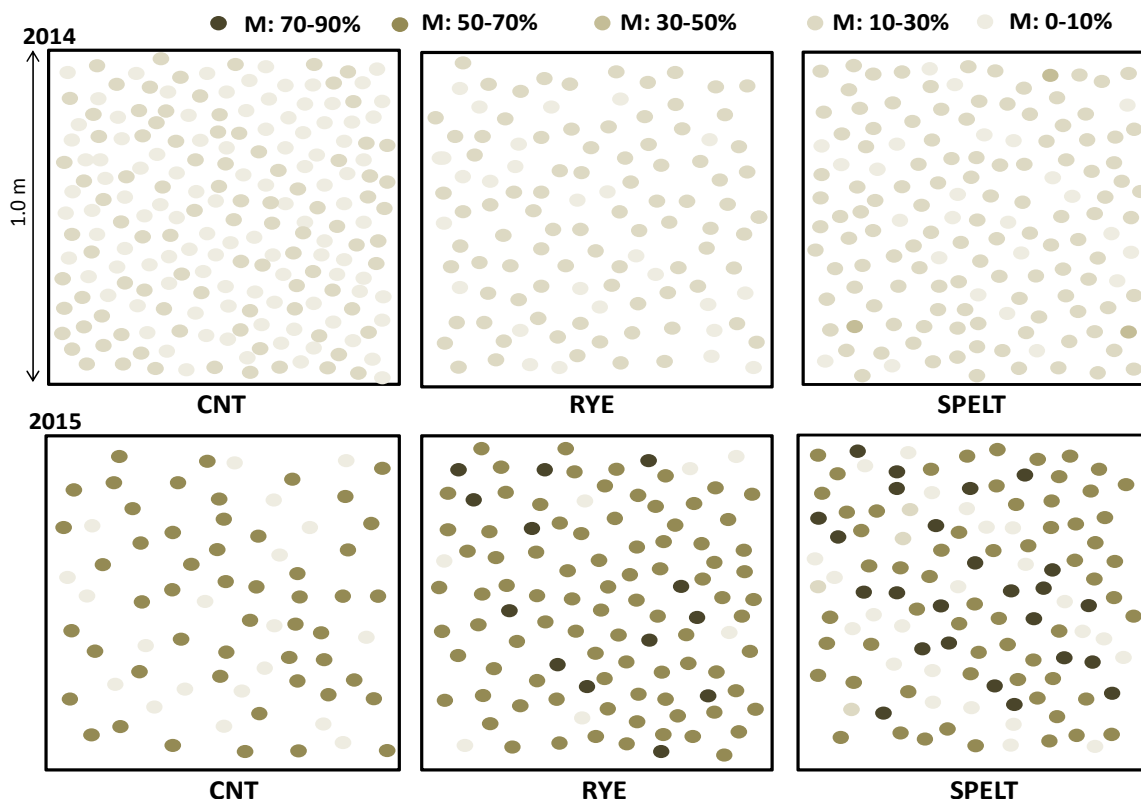 M: 70-90% M: 50-70% M: 30-50% M: 10-30% M: 0-10%
2014
1.0 m
CNT RYE SPELT
2015
CNT RYE SPELT